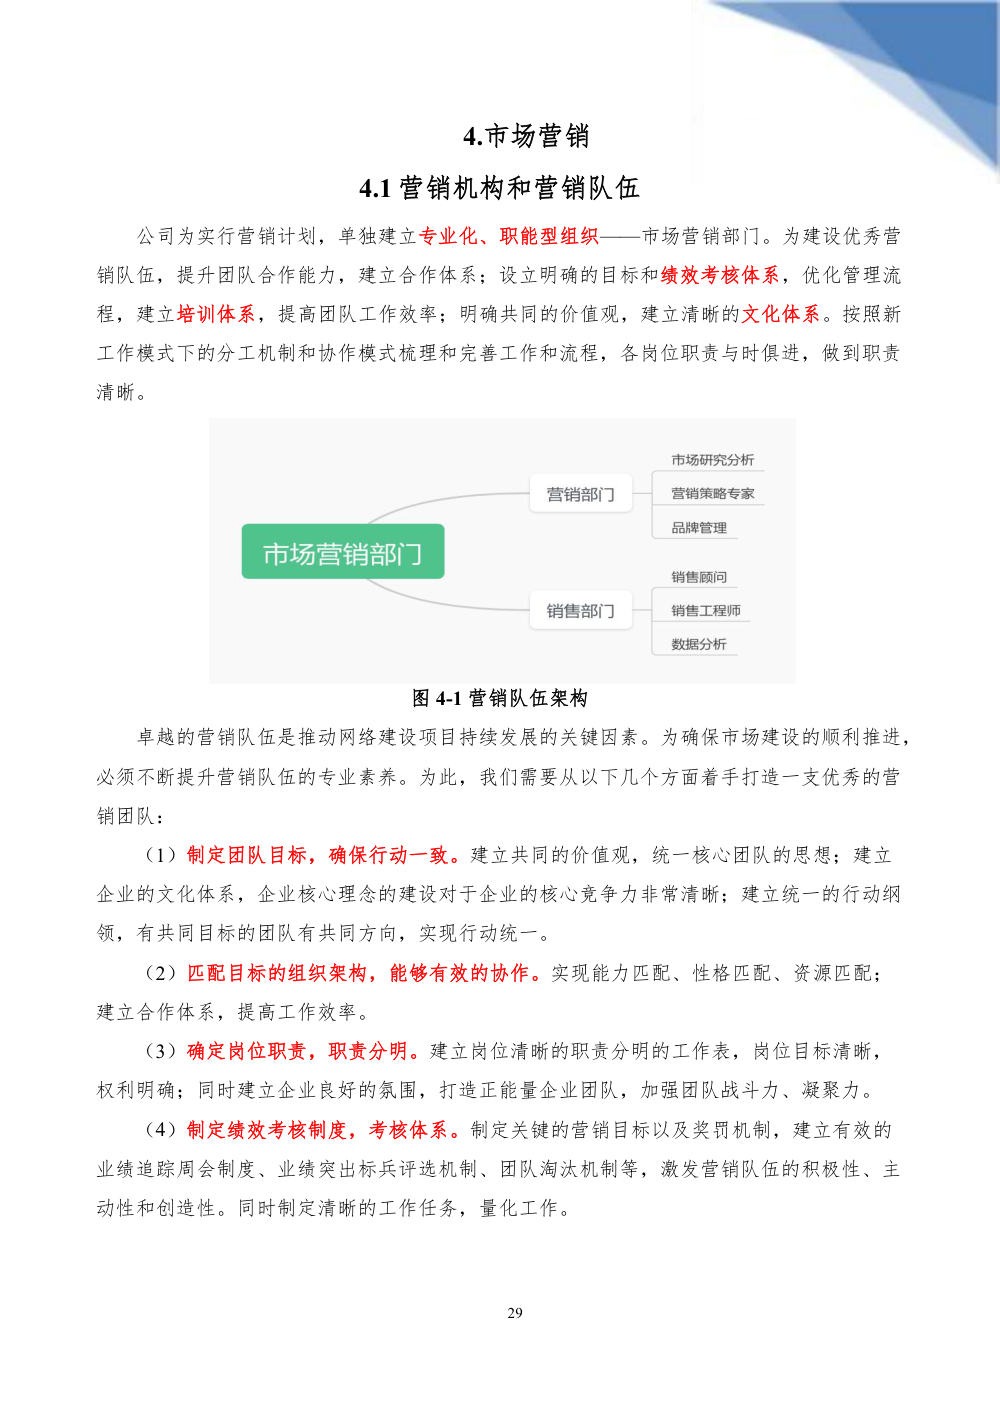 4.市场营销
4.1 营销机构和营销队伍
公司为实行营销计划，单独建立专业化、职能型组织——市场营销部门。为建设优秀营
销队伍，提升团队合作能力，建立合作体系；设立明确的目标和绩效考核体系，优化管理流
程，建立培训体系，提高团队工作效率；明确共同的价值观，建立清晰的文化体系。按照新
工作模式下的分工机制和协作模式梳理和完善工作和流程，各岗位职责与时俱进，做到职责
清晰。
市场营销部门
营销部门
市场研究分析
营销策略专家
品牌管理
销售部门
销售顾问
销售工程师
数据分析
图 4-1 营销队伍架构
卓越的营销队伍是推动网络建设项目持续发展的关键因素。为确保市场建设的顺利推进，
必须不断提升营销队伍的专业素养。为此，我们需要从以下几个方面着手打造一支优秀的营
销团队：
（1）制定团队目标，确保行动一致。建立共同的价值观，统一核心团队的思想；建立
企业的文化体系，企业核心理念的建设对于企业的核心竞争力非常清晰；建立统一的行动纲
领，有共同目标的团队有共同方向，实现行动统一。
（2）匹配目标的组织架构，能够有效的协作。实现能力匹配、性格匹配、资源匹配；
建立合作体系，提高工作效率。
（3）确定岗位职责，职责分明。建立岗位清晰的职责分明的工作表，岗位目标清晰，
权利明确；同时建立企业良好的氛围，打造正能量企业团队，加强团队战斗力、凝聚力。
（4）制定绩效考核制度，考核体系。制定关键的营销目标以及奖罚机制，建立有效的
业绩追踪周会制度、业绩突出标兵评选机制、团队淘汰机制等，激发营销队伍的积极性、主
动性和创造性。同时制定清晰的工作任务，量化工作。
29